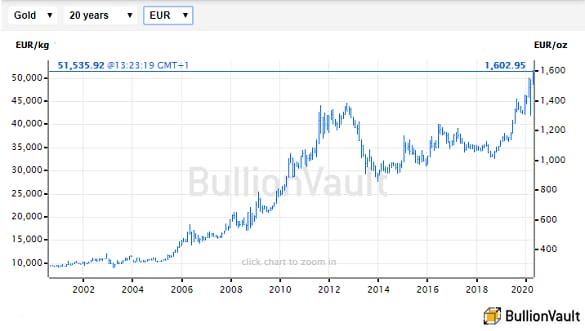 Gold 20 years EUR
EUR/kg
EUR/oz
51,535.92 @13:23:19 GMT+1
1,602.95
50,000
45,000
40,000
35,000
30,000
25,000
20,000
15,000
10,000
1,600
1,400
1,200
1,000
800
600
400
BullionVault
click chart to zoom in
2002 2004 2006 2008 2010 2012 2014 2016 2018 2020
BullionVault